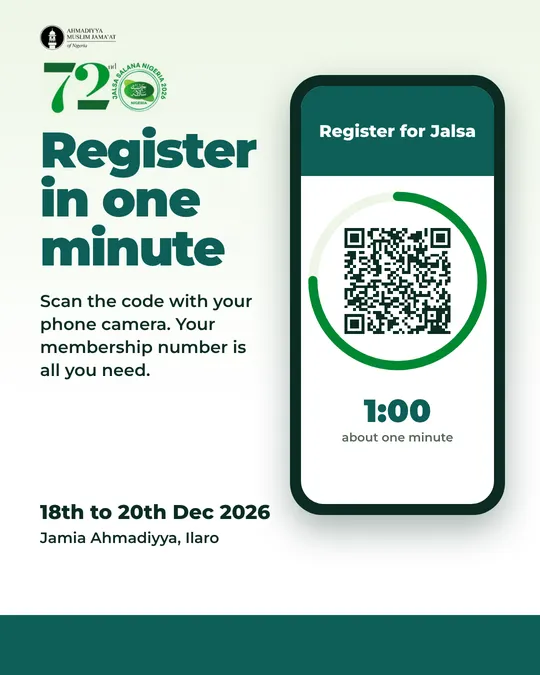 AHMADIYYA
MUSLIM JAMA'AT
of Nigeria
72nd
JALSA SALANA NIGERIA 2026
NIGERIA
Register
in one
minute
Scan the code with your
phone camera. Your
membership number is
all you need.
18th to 20th Dec 2026
Jamia Ahmadiyya, Ilaro
Register for Jalsa
1:00
about one minute